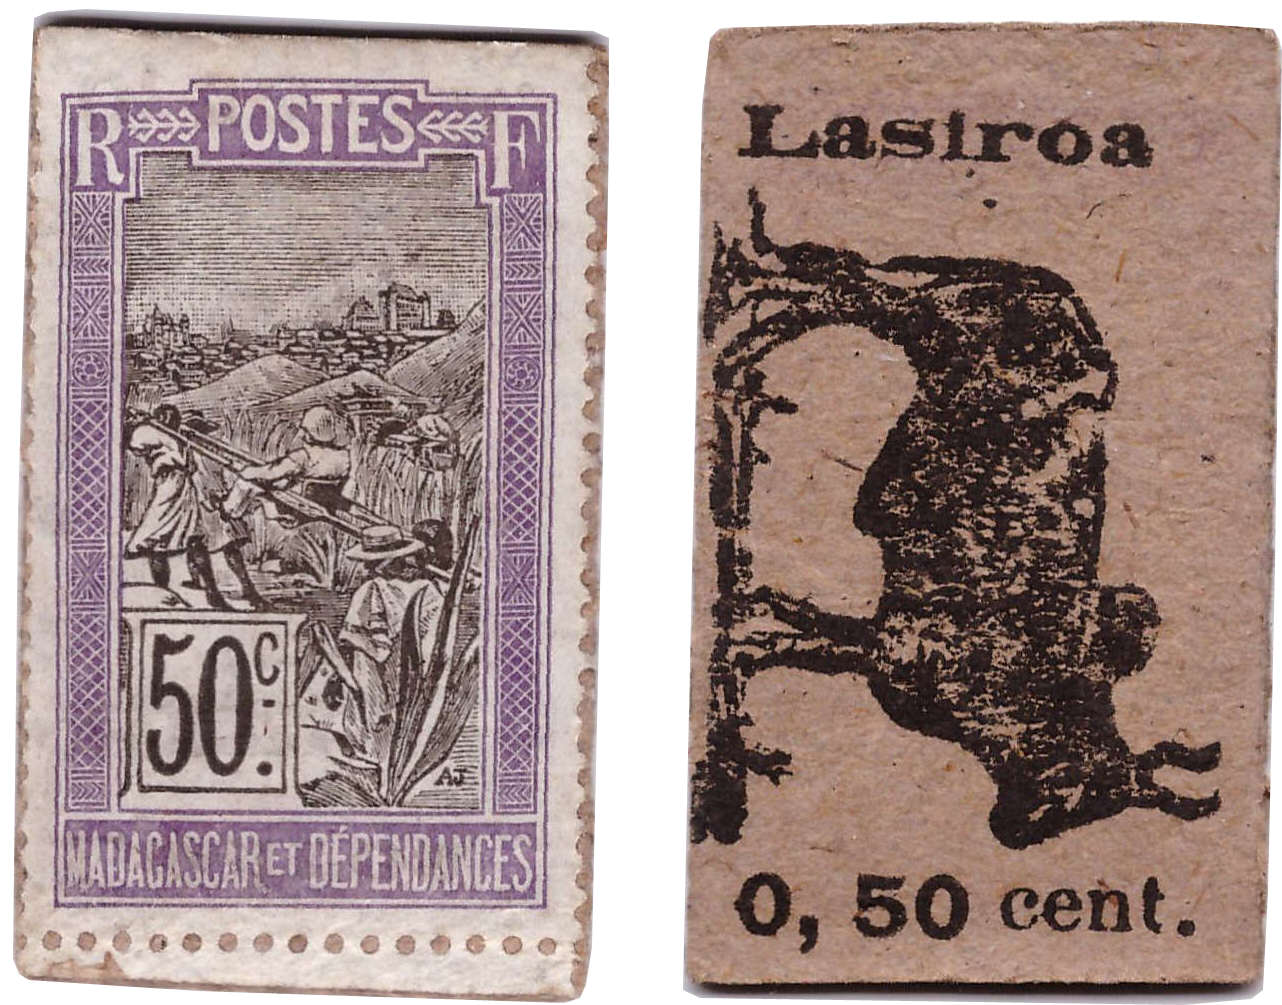 R POSTES F
50c.
AJ
MADAGASCAR ET DÉPENDANCES
Lasiroa
0, 50 cent.